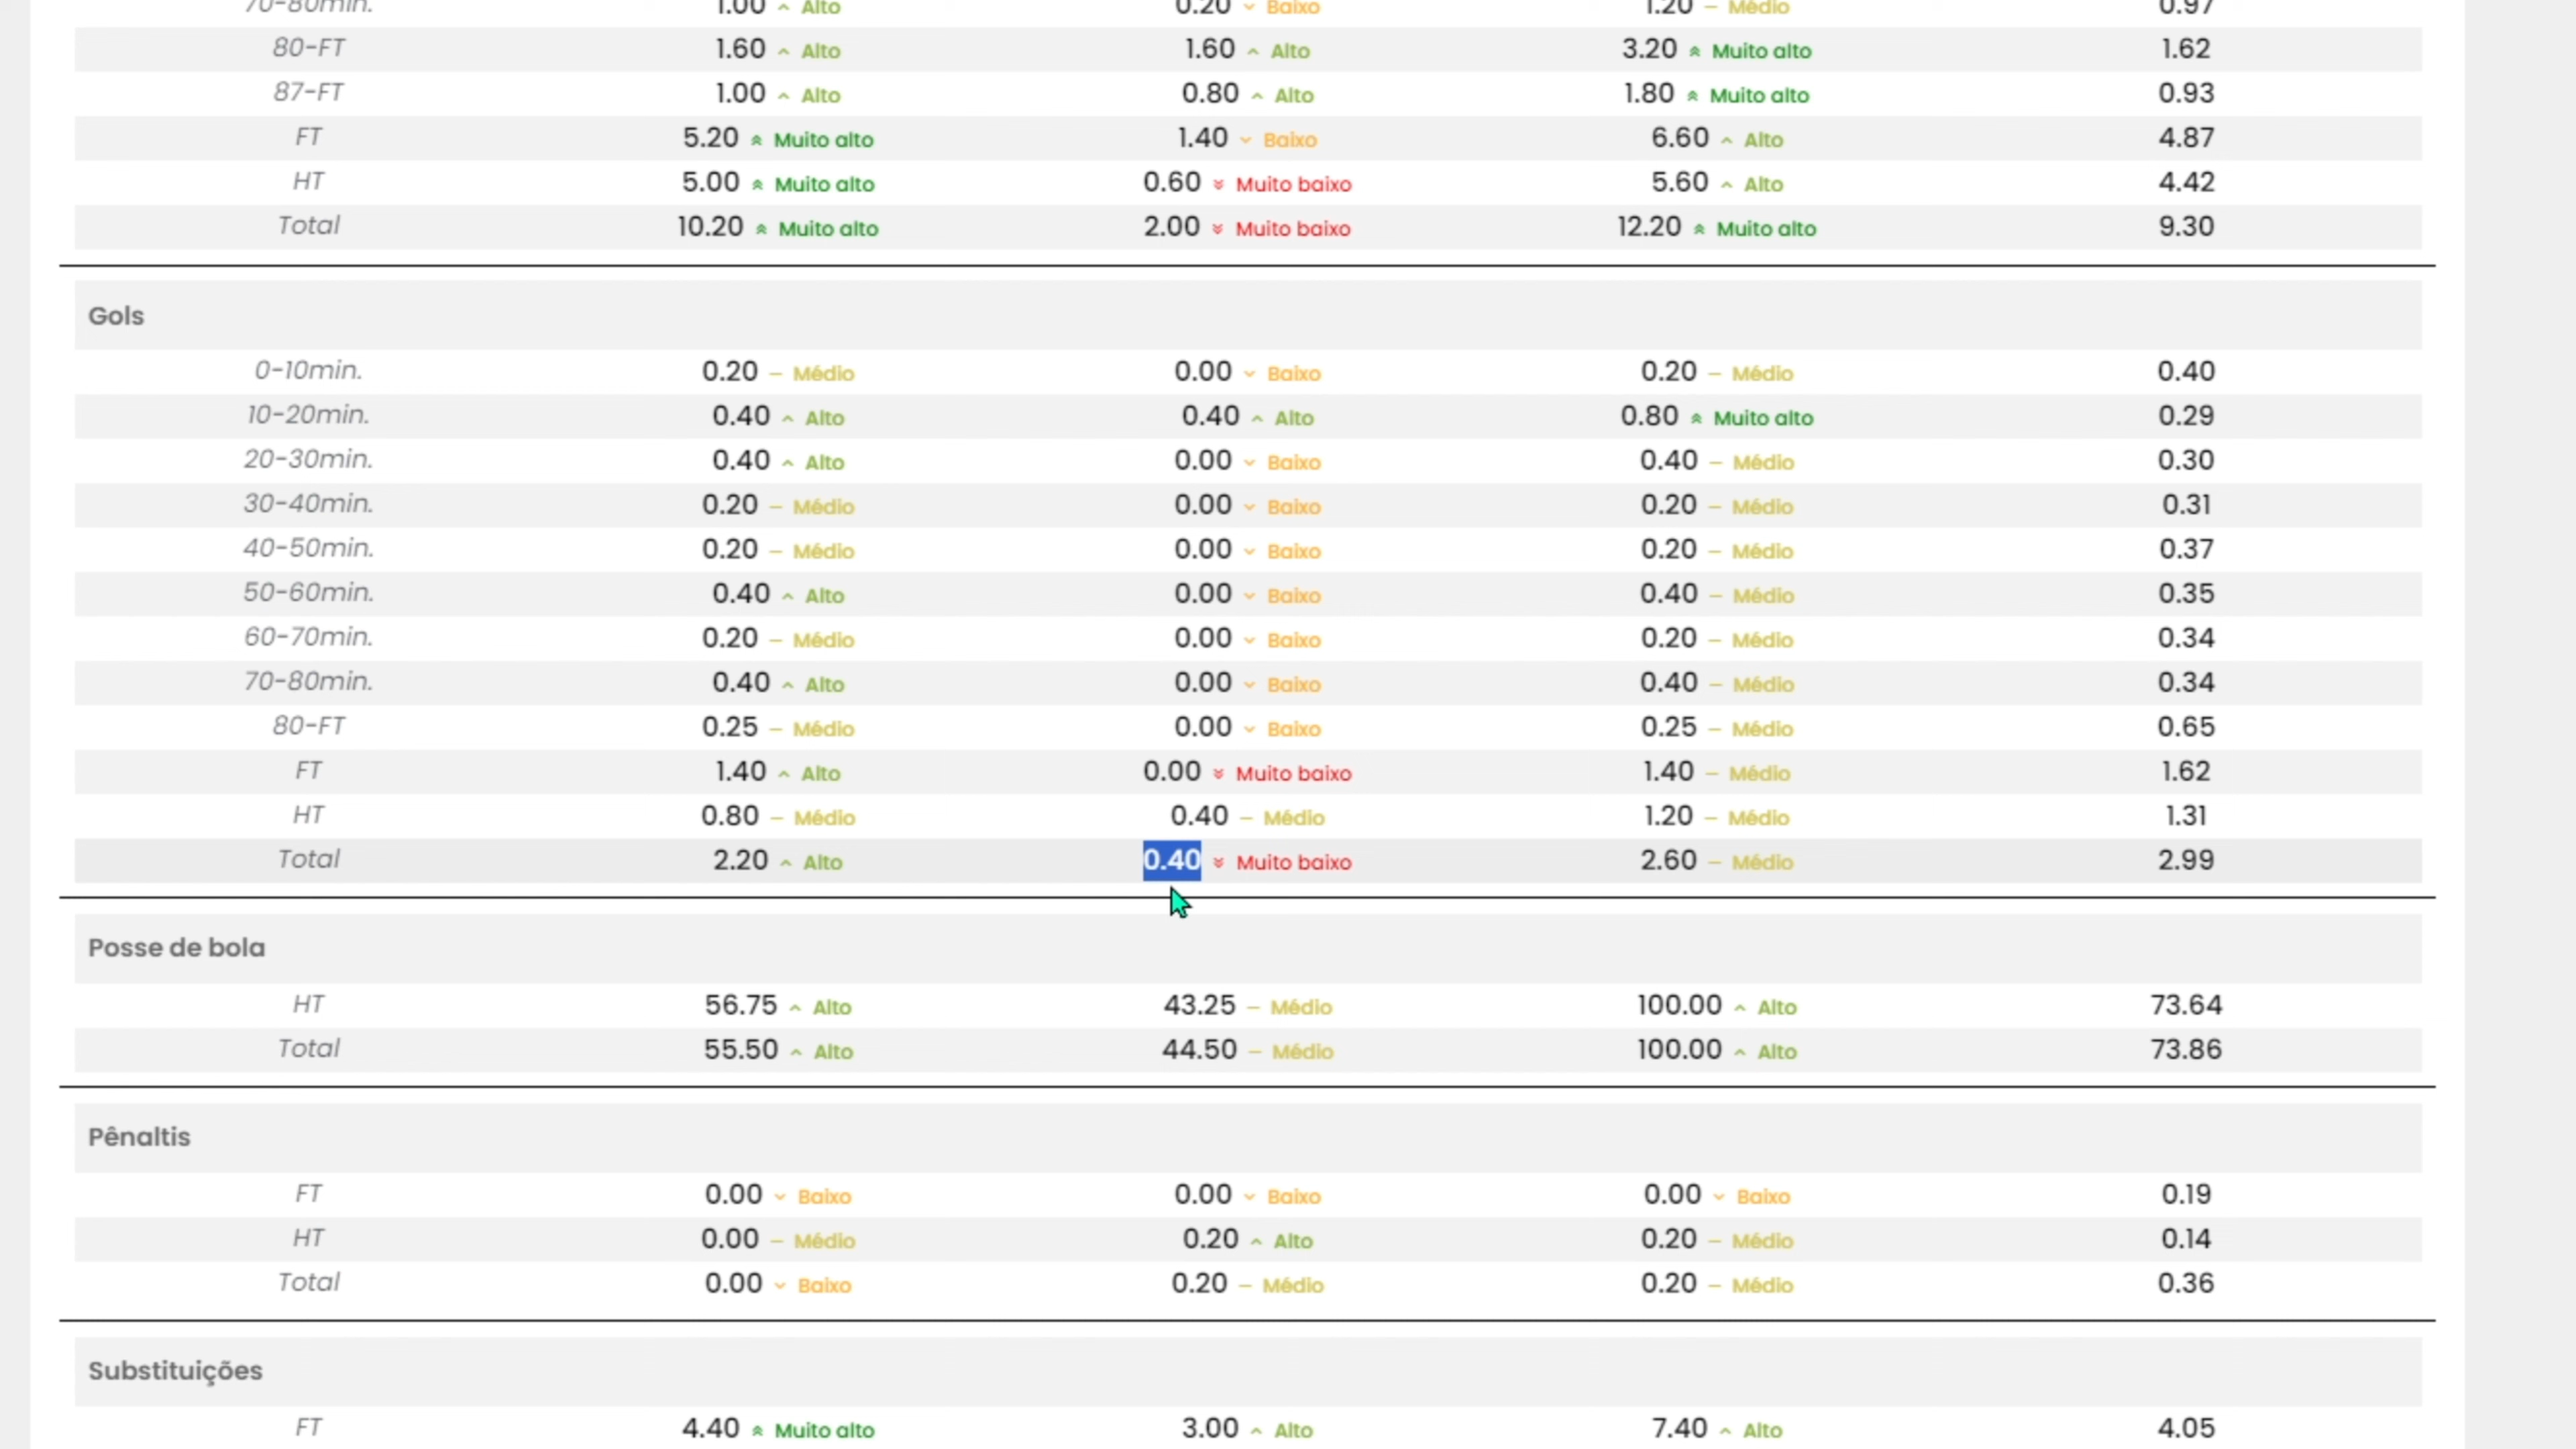 70-80min. 1.00 Alto 0.20 Baixo 1.20 Médio 0.97
80-FT 1.60 Alto 1.60 Alto 3.20 Muito alto 1.62
87-FT 1.00 Alto 0.80 Alto 1.80 Muito alto 0.93
FT 5.20 Muito alto 1.40 Baixo 6.60 Alto 4.87
HT 5.00 Muito alto 0.60 Muito baixo 5.60 Alto 4.42
Total 10.20 Muito alto 2.00 Muito baixo 12.20 Muito alto 9.30
Gols
0-10min. 0.20 Médio 0.00 Baixo 0.20 Médio 0.40
10-20min. 0.40 Alto 0.40 Alto 0.80 Muito alto 0.29
20-30min. 0.40 Alto 0.00 Baixo 0.40 Médio 0.30
30-40min. 0.20 Médio 0.00 Baixo 0.20 Médio 0.31
40-50min. 0.20 Médio 0.00 Baixo 0.20 Médio 0.37
50-60min. 0.40 Alto 0.00 Baixo 0.40 Médio 0.35
60-70min. 0.20 Médio 0.00 Baixo 0.20 Médio 0.34
70-80min. 0.40 Alto 0.00 Baixo 0.40 Médio 0.34
80-FT 0.25 Médio 0.00 Baixo 0.25 Médio 0.65
FT 1.40 Alto 0.00 Muito baixo 1.40 Médio 1.62
HT 0.80 Médio 0.40 Médio 1.20 Médio 1.31
Total 2.20 Alto 0.40 Muito baixo 2.60 Médio 2.99
Posse de bola
HT 56.75 Alto 43.25 Médio 100.00 Alto 73.64
Total 55.50 Alto 44.50 Médio 100.00 Alto 73.86
Pênaltis
FT 0.00 Baixo 0.00 Baixo 0.00 Baixo 0.19
HT 0.00 Médio 0.20 Alto 0.20 Médio 0.14
Total 0.00 Baixo 0.20 Médio 0.20 Médio 0.36
Substituições
FT 4.40 Muito alto 3.00 Alto 7.40 Alto 4.05